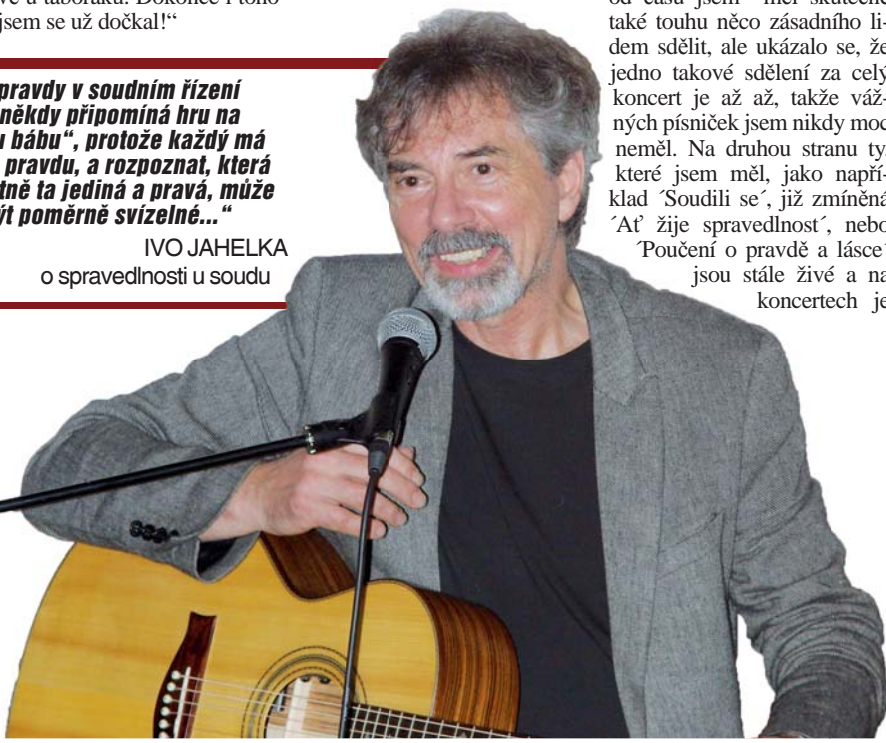 jsem se už dočkal!“
pravdy v soudním řízení
někdy připomíná hru na
bábu“, protože každý má
pravdu, a rozpoznat, která
ta jediná a pravá, může
poměrně svízelné...“
IVO JAHELKA
o spravedlnosti u soudu
také touhu něco zásadního li-
dem sdělit, ale ukázalo se, že
jedno takové sdělení za celý
koncert je až až, takže váž-
ných písniček jsem nikdy moc
neměl. Na druhou stranu ty,
které jsem měl, jako napří-
klad ´Soudili se´, již zmíněná
´Ať žije spravedlnost´, nebo
´Poučení o pravdě a lásce´
jsou stále živé a na
koncertech je